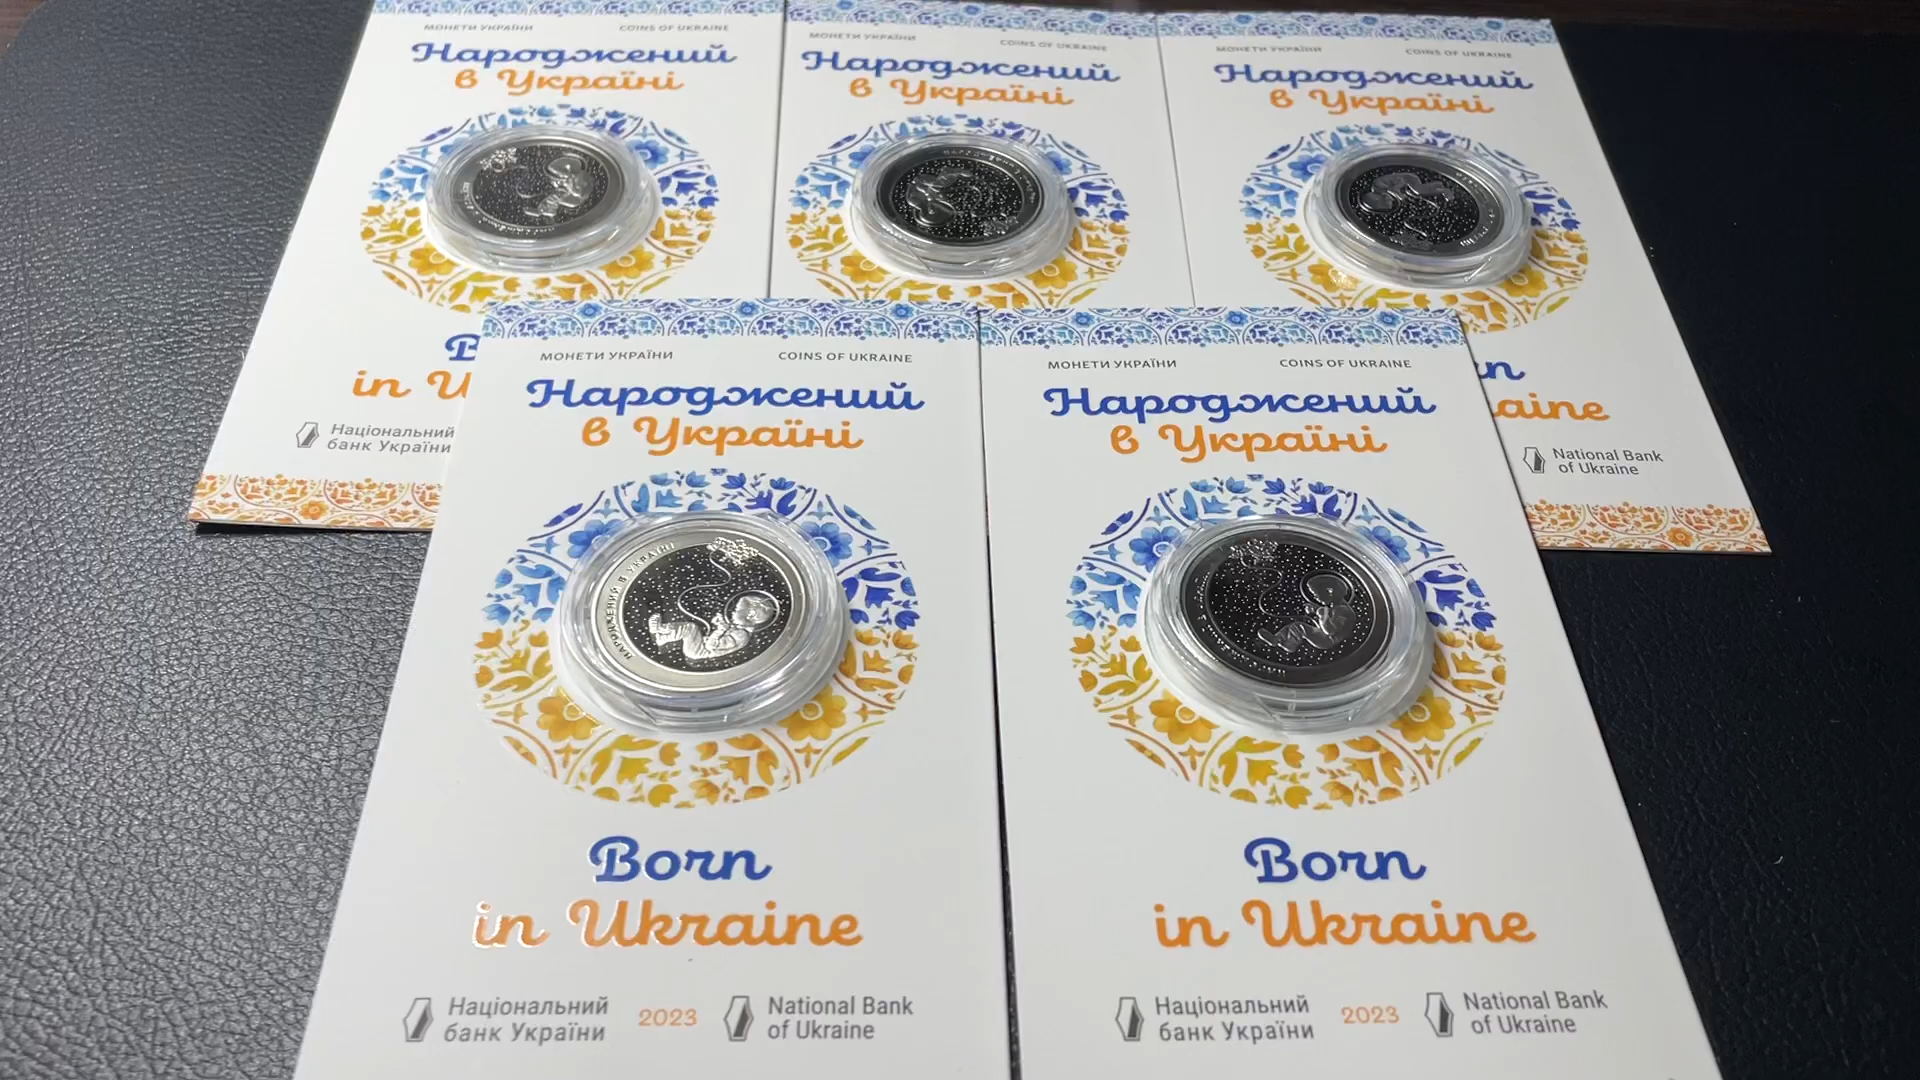 МОНЕТИ УКРАЇНИ COINS OF UKRAINE
Народжений
в Україні
in U
Національний
банк України
МОНЕТИ УКРАЇНИ COINS OF UKRAINE
Народжений
в Україні
МОНЕТИ УКРАЇНИ COINS OF UKRAINE
Народжений
в Україні
National Bank
of Ukraine
МОНЕТИ УКРАЇНИ COINS OF UKRAINE
Народжений
в Україні
НАРОДЖЕНИЙ В УКРАЇНІ
Born
in Ukraine
Національний
банк України
2023
National Bank
of Ukraine
МОНЕТИ УКРАЇНИ COINS OF UKRAINE
Народжений
в Україні
Born
in Ukraine
Національний
банк України
2023
National Bank
of Ukraine